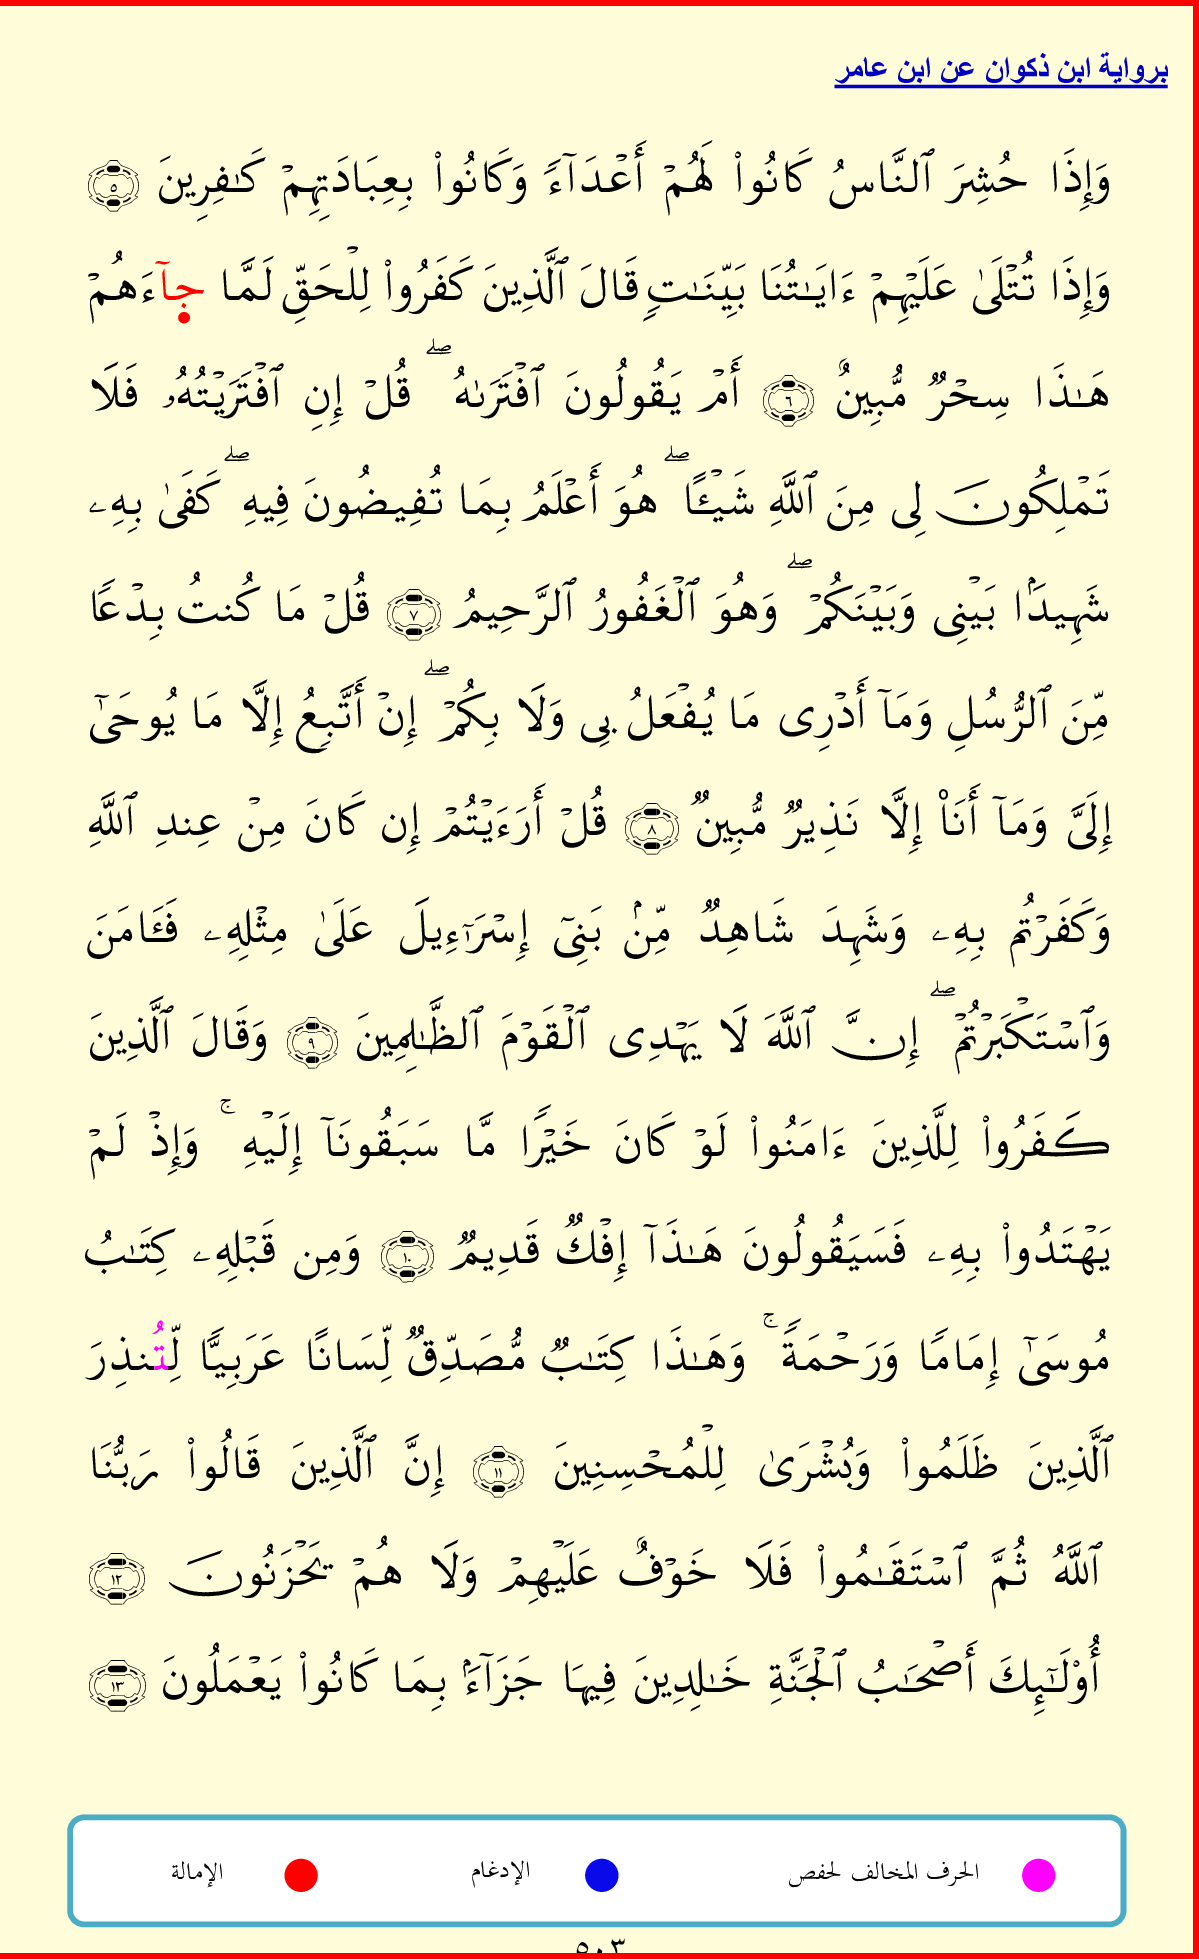 برواية ابن ذكوان عن ابن عامر
وَإِذَا حُشِرَ ٱلنَّاسُ كَانُوا۟ لَهُمْ أَعْدَآءً وَكَانُوا۟ بِعِبَادَتِهِمْ كَـٰفِرِينَ ٥
وَإِذَا تُتْلَىٰ عَلَيْهِمْ ءَايَـٰتُنَا بَيِّنَـٰتٍ قَالَ ٱلَّذِينَ كَفَرُوا۟ لِلْحَقِّ لَمَّا جِآءَهُمْ
هَـٰذَا سِحْرٌ مُّبِينٌ ٦ أَمْ يَقُولُونَ ٱفْتَرَىٰهُ ۖ قُلْ إِنِ ٱفْتَرَيْتُهُۥ فَلَا
تَمْلِكُونَ لِى مِنَ ٱللَّهِ شَيْـًٔا ۖ هُوَ أَعْلَمُ بِمَا تُفِيضُونَ فِيهِ ۖ كَفَىٰ بِهِۦ
شَهِيدًۢا بَيْنِى وَبَيْنَكُمْ ۖ وَهُوَ ٱلْغَفُورُ ٱلرَّحِيمُ ٧ قُلْ مَا كُنتُ بِدْعًا
مِّنَ ٱلرُّسُلِ وَمَآ أَدْرِى مَا يُفْعَلُ بِى وَلَا بِكُمْ ۖ إِنْ أَتَّبِعُ إِلَّا مَا يُوحَىٰٓ
إِلَىَّ وَمَآ أَنَا۠ إِلَّا نَذِيرٌ مُّبِينٌ ٨ قُلْ أَرَءَيْتُمْ إِن كَانَ مِنْ عِندِ ٱللَّهِ
وَكَفَرْتُم بِهِۦ وَشَهِدَ شَاهِدٌ مِّنۢ بَنِىٓ إِسْرَٰٓءِيلَ عَلَىٰ مِثْلِهِۦ فَـَٔامَنَ
وَٱسْتَكْبَرْتُمْ ۖ إِنَّ ٱللَّهَ لَا يَهْدِى ٱلْقَوْمَ ٱلظَّـٰلِمِينَ ٩ وَقَالَ ٱلَّذِينَ
كَفَرُوا۟ لِلَّذِينَ ءَامَنُوا۟ لَوْ كَانَ خَيْرًا مَّا سَبَقُونَآ إِلَيْهِ ۚ وَإِذْ لَمْ
يَهْتَدُوا۟ بِهِۦ فَسَيَقُولُونَ هَـٰذَآ إِفْكٌ قَدِيمٌ ١٠ وَمِن قَبْلِهِۦ كِتَـٰبُ
مُوسَىٰٓ إِمَامًا وَرَحْمَةً ۚ وَهَـٰذَا كِتَـٰبٌ مُّصَدِّقٌ لِّسَانًا عَرَبِيًّا لِّتُنذِرَ
ٱلَّذِينَ ظَلَمُوا۟ وَبُشْرَىٰ لِلْمُحْسِنِينَ ١١ إِنَّ ٱلَّذِينَ قَالُوا۟ رَبُّنَا
ٱللَّهُ ثُمَّ ٱسْتَقَـٰمُوا۟ فَلَا خَوْفٌ عَلَيْهِمْ وَلَا هُمْ يَحْزَنُونَ ١٢
أُو۟لَـٰٓئِكَ أَصْحَـٰبُ ٱلْجَنَّةِ خَـٰلِدِينَ فِيهَا جَزَآءًۢ بِمَا كَانُوا۟ يَعْمَلُونَ ١٣
الحرف المخالف لحفص الإدغام الإمالة
٥٠٣